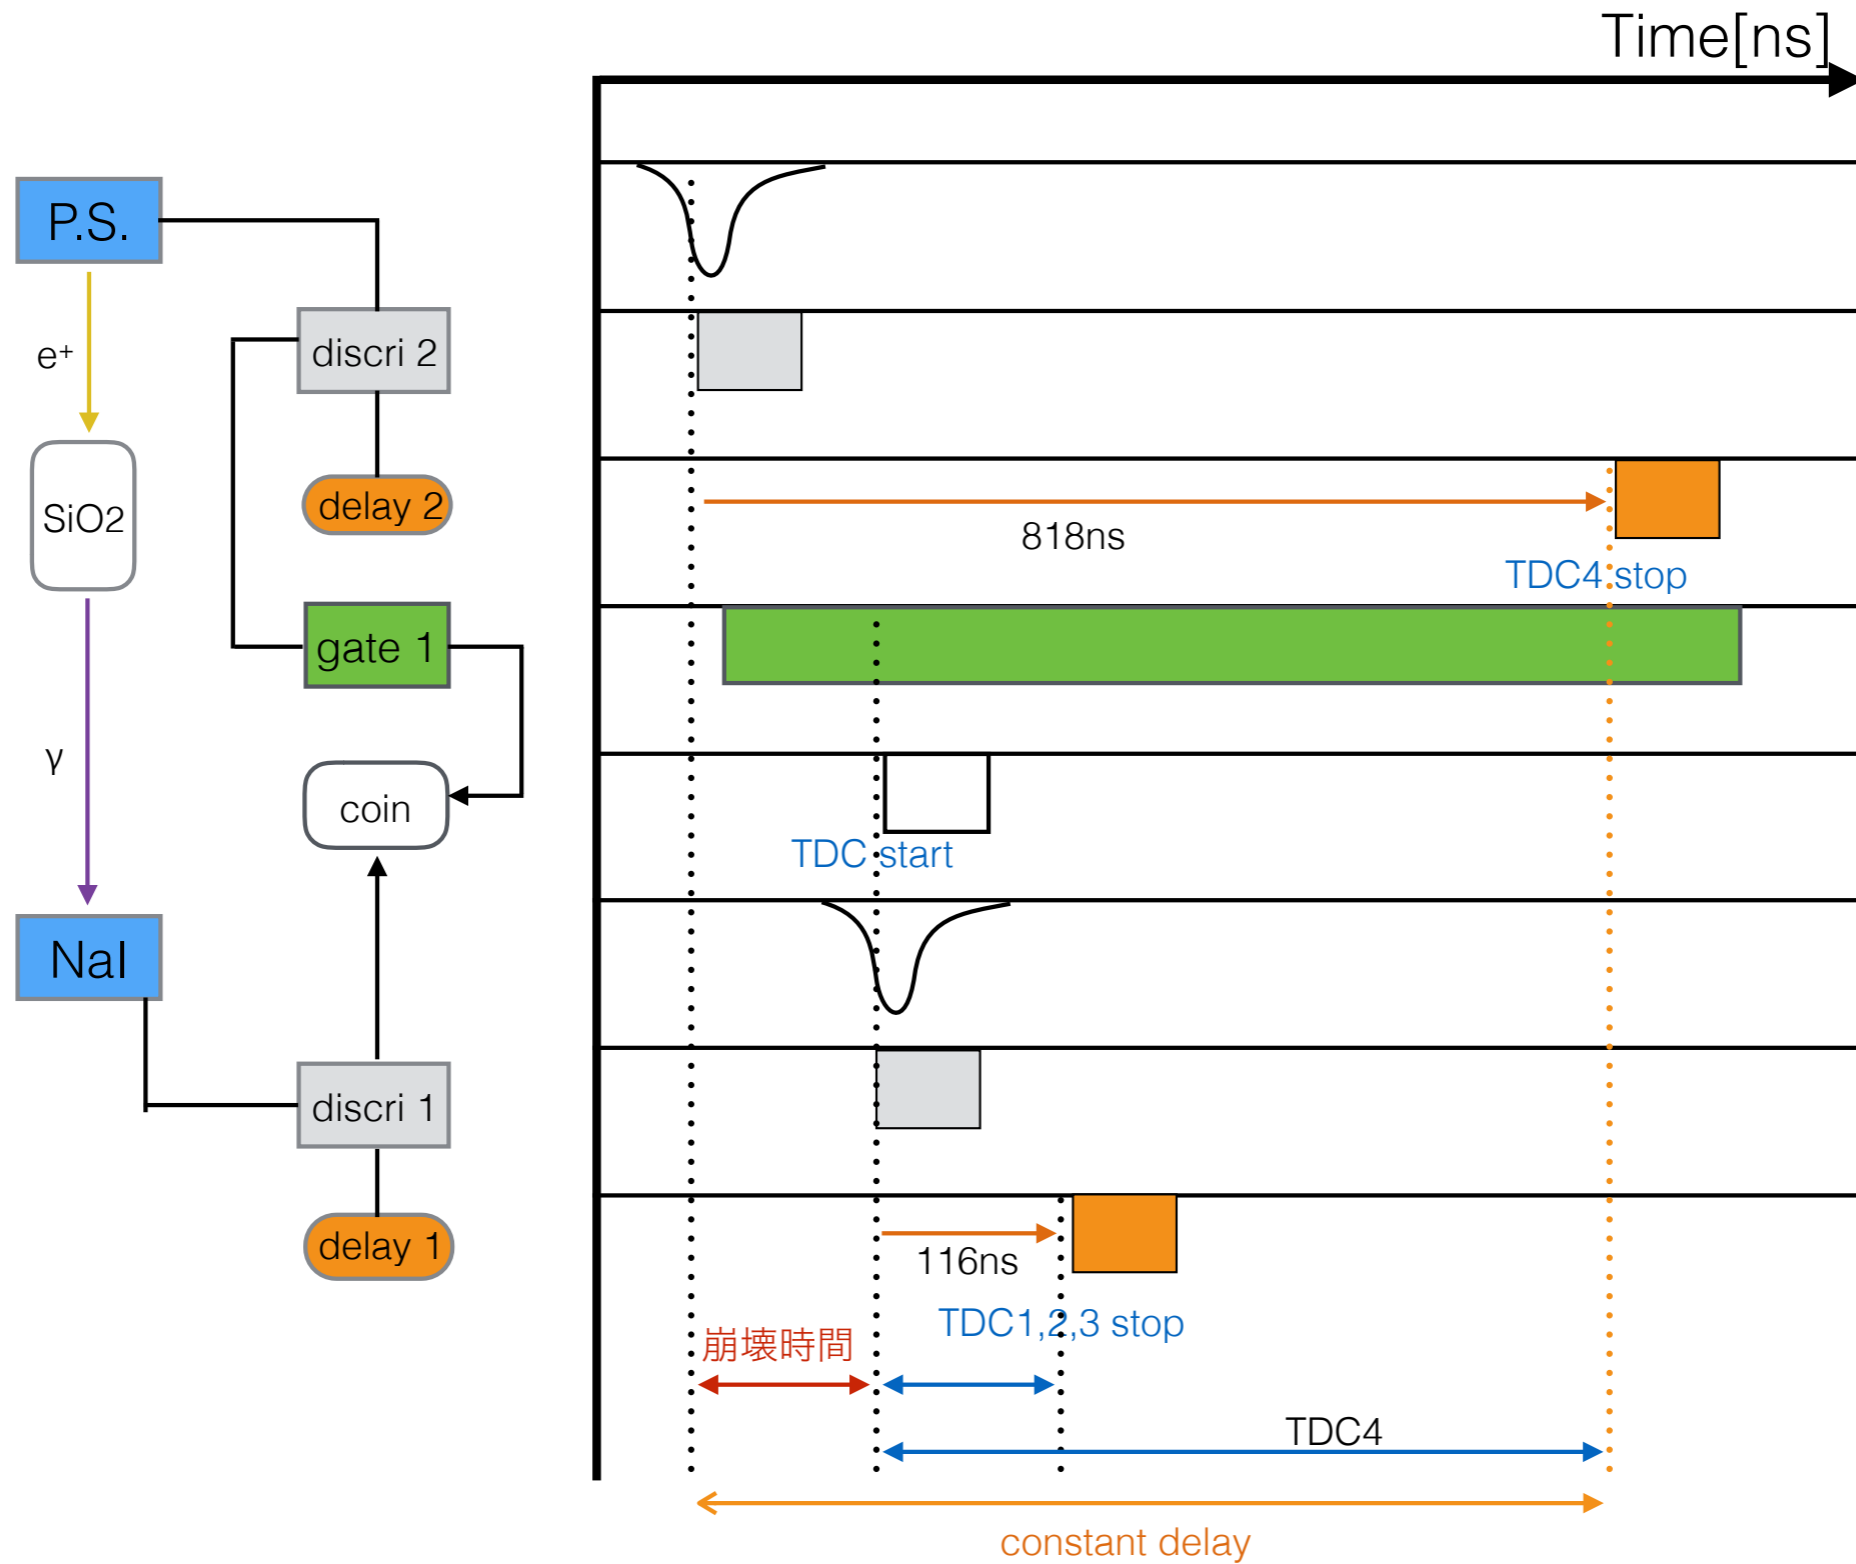 Time[ns]
P.S.
e⁺
discri 2
SiO2
delay 2
818ns
TDC4 stop
gate 1
γ
coin
TDC start
NaI
discri 1
delay 1
116ns
TDC1,2,3 stop
崩壊時間
TDC4
constant delay